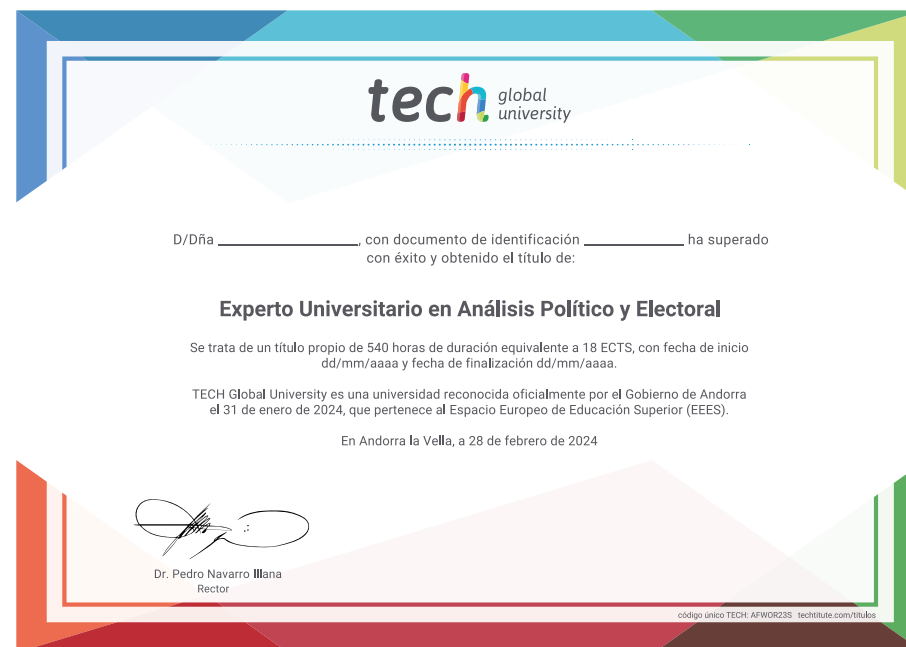 tech global university
D/Dña ____________________, con documento de identificación ______________ ha superado
con éxito y obtenido el título de:
Experto Universitario en Análisis Político y Electoral
Se trata de un título propio de 540 horas de duración equivalente a 18 ECTS, con fecha de inicio
dd/mm/aaaa y fecha de finalización dd/mm/aaaa.
TECH Global University es una universidad reconocida oficialmente por el Gobierno de Andorra
el 31 de enero de 2024, que pertenece al Espacio Europeo de Educación Superior (EEES).
En Andorra la Vella, a 28 de febrero de 2024
Dr. Pedro Navarro Illana
Rector
código único TECH: AFWOR23S techtitute.com/titulos